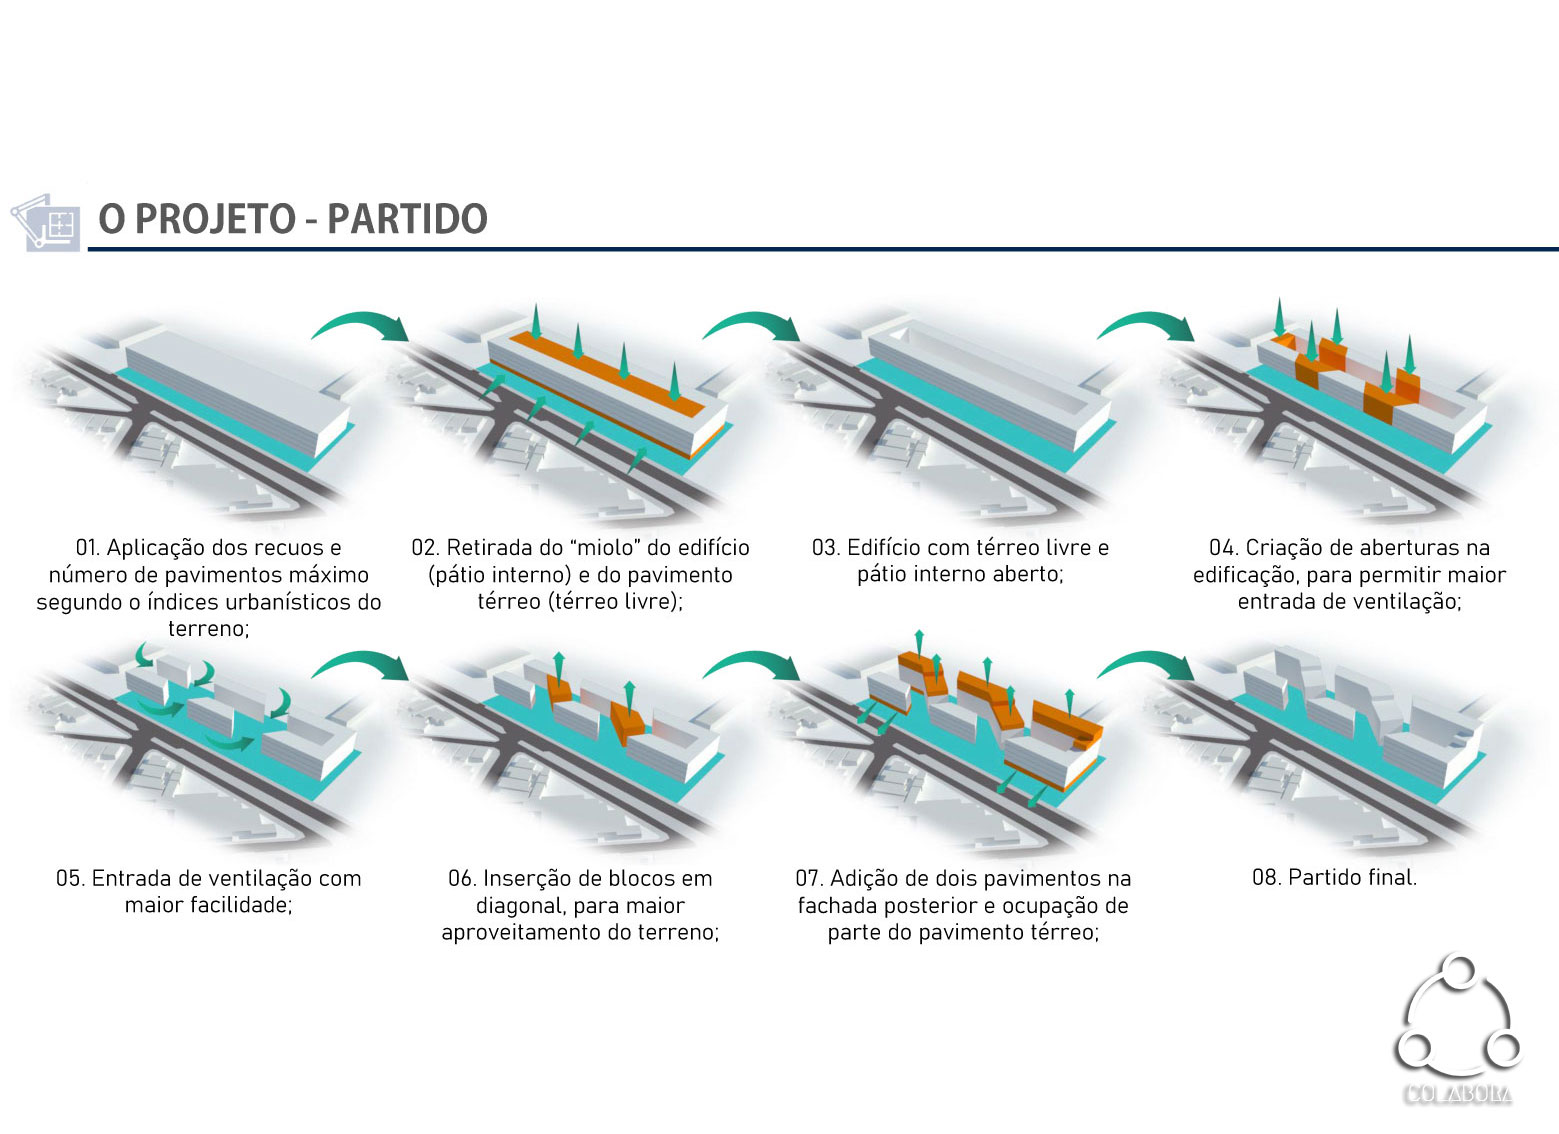 O PROJETO - PARTIDO
01. Aplicação dos recuos e
número de pavimentos máximo
segundo o índices urbanísticos do
terreno;
02. Retirada do “miolo” do edifício
(pátio interno) e do pavimento
térreo (térreo livre);
03. Edifício com térreo livre e
pátio interno aberto;
04. Criação de aberturas na
edificação, para permitir maior
entrada de ventilação;
05. Entrada de ventilação com
maior facilidade;
06. Inserção de blocos em
diagonal, para maior
aproveitamento do terreno;
07. Adição de dois pavimentos na
fachada posterior e ocupação de
parte do pavimento térreo;
08. Partido final.
COLABORA